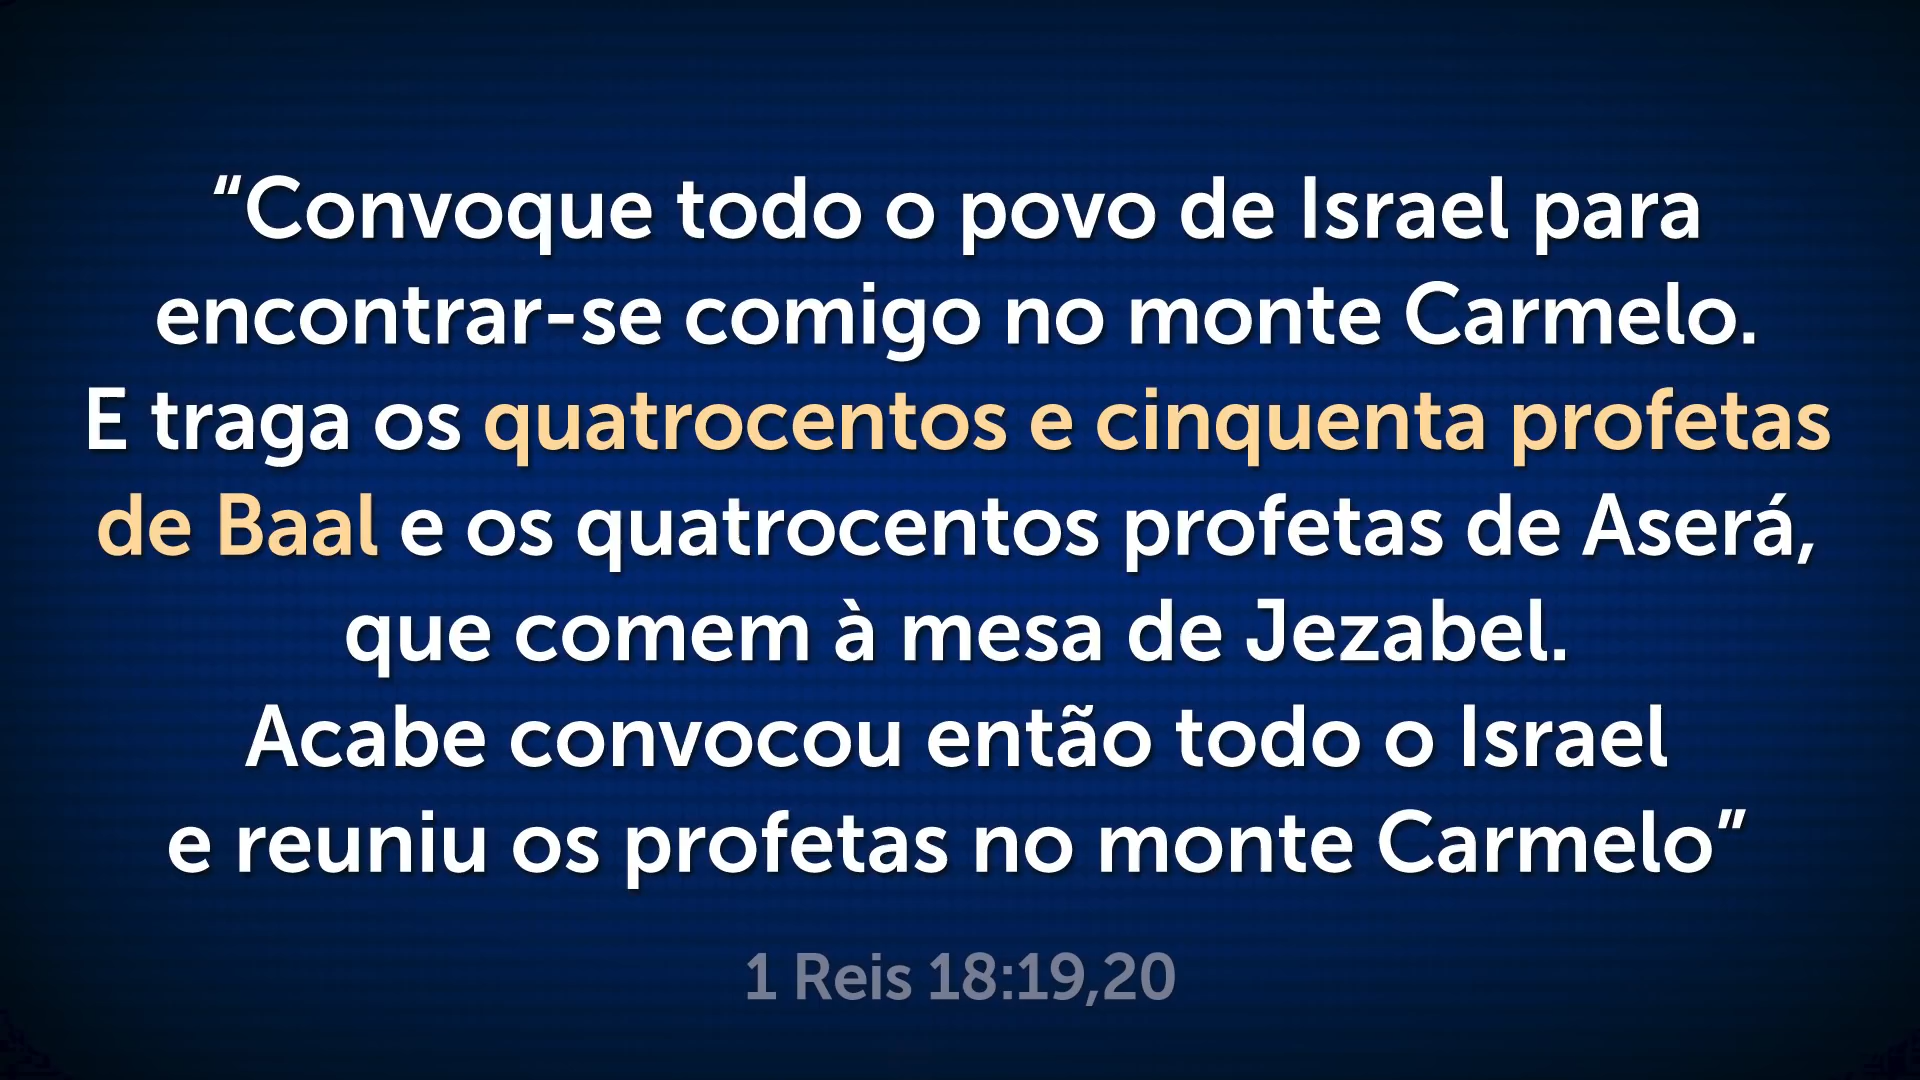 “Convoque todo o povo de Israel para
encontrar-se comigo no monte Carmelo.
E traga os quatrocentos e cinquenta profetas
de Baal e os quatrocentos profetas de Aserá,
que comem à mesa de Jezabel.
Acabe convocou então todo o Israel
e reuniu os profetas no monte Carmelo”
1 Reis 18:19,20